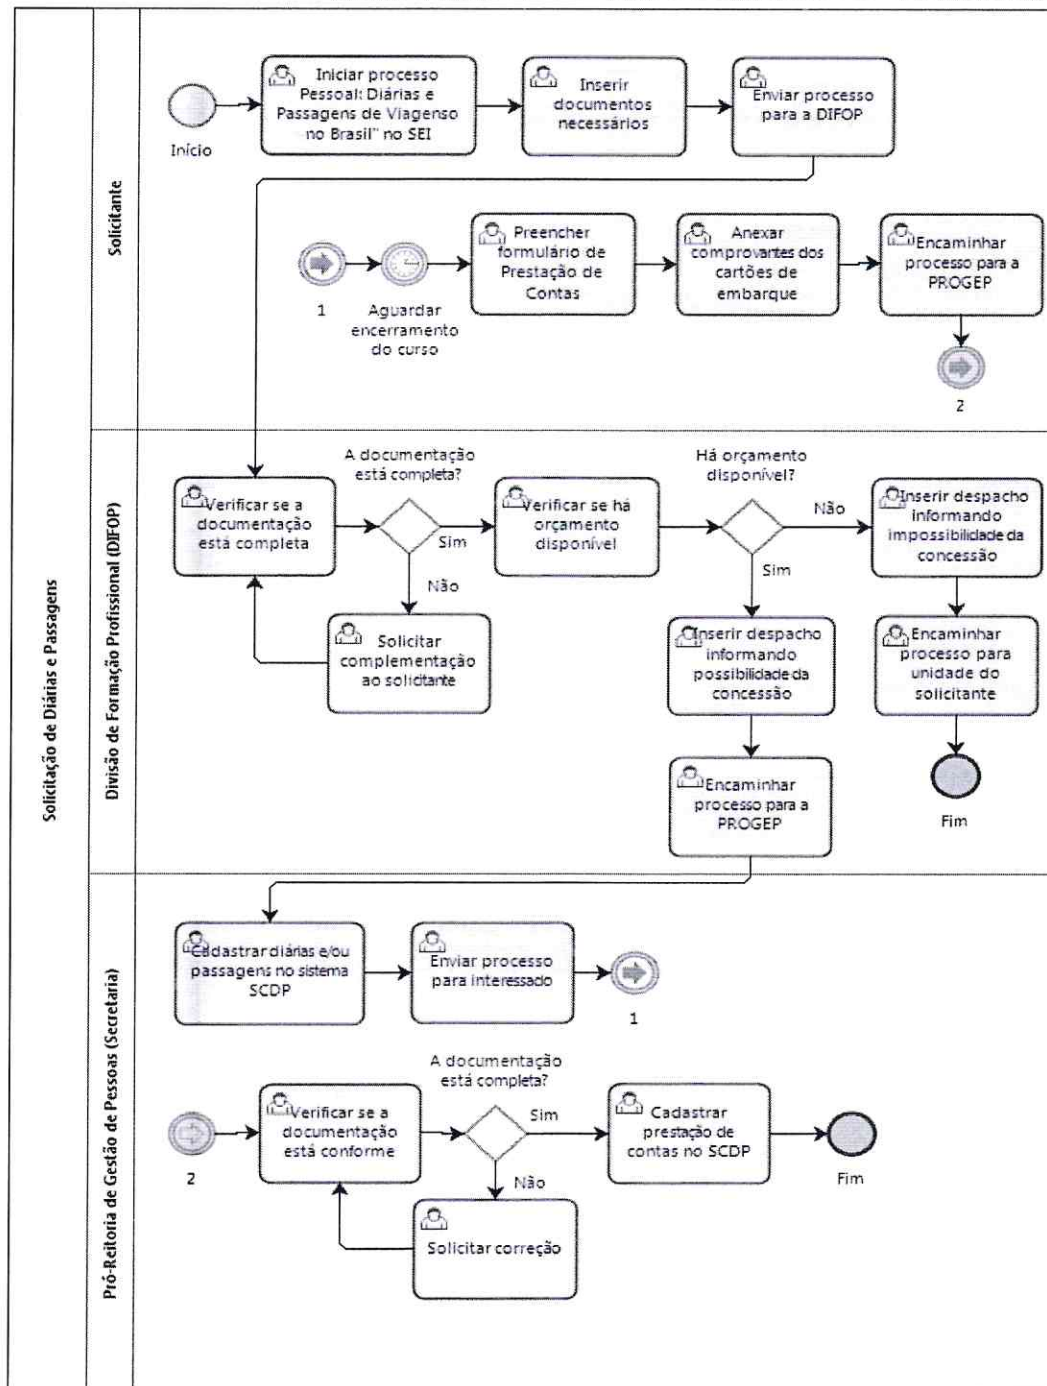 Solicitação de Diárias e Passagens
Solicitante
Início
Iniciar processo
Pessoal: Diárias e
Passagens de Viagenso
no Brasil" no SEI
Inserir
documentos
necessários
Enviar processo
para a DIFOP
1
Aguardar
encerramento
do curso
Preencher
formulário de
Prestação de
Contas
Anexar
comprovartes dos
cartões de
embarque
Encaminhar
processo para a
PROGEP
2
Divisão de Formação Profissional (DIFOP)
Verificar se a
documentação
está completa
A documentação
está completa?
Sim
Não
Solicitar
complementação
ao solicitante
Verificar se há
orçamento
disponível
Há orçamento
disponível?
Não
Sim
Inserir despacho
informando
impossibilidade da
concessão
Encaminhar
processo para
unidade do
solicitante
Fim
Inserir despacho
informando
possibilidade da
concessão
Encaminhar
processo para a
PROGEP
Pró-Reitoria de Gestão de Pessoas (Secretaria)
Cadastrar diárias e/ou
passagens no sistema
SCDP
Enviar processo
para interessado
1
2
Verificar se a
documentação
está conforme
A documentação
está completa?
Sim
Não
Solicitar correção
Cadastrar
prestação de
contas no SCDP
Fim